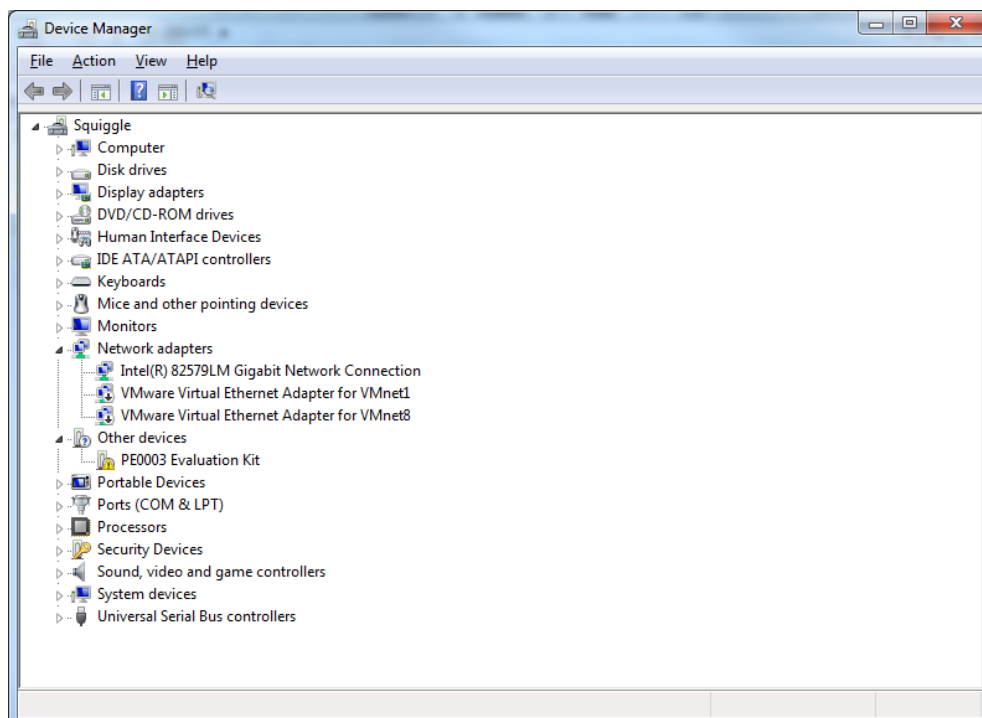 Device Manager
File Action View Help
Squiggle
Computer
Disk drives
Display adapters
DVD/CD-ROM drives
Human Interface Devices
IDE ATA/ATAPI controllers
Keyboards
Mice and other pointing devices
Monitors
Network adapters
Intel(R) 82579LM Gigabit Network Connection
VMware Virtual Ethernet Adapter for VMnet1
VMware Virtual Ethernet Adapter for VMnet8
Other devices
PE0003 Evaluation Kit
Portable Devices
Ports (COM & LPT)
Processors
Security Devices
Sound, video and game controllers
System devices
Universal Serial Bus controllers